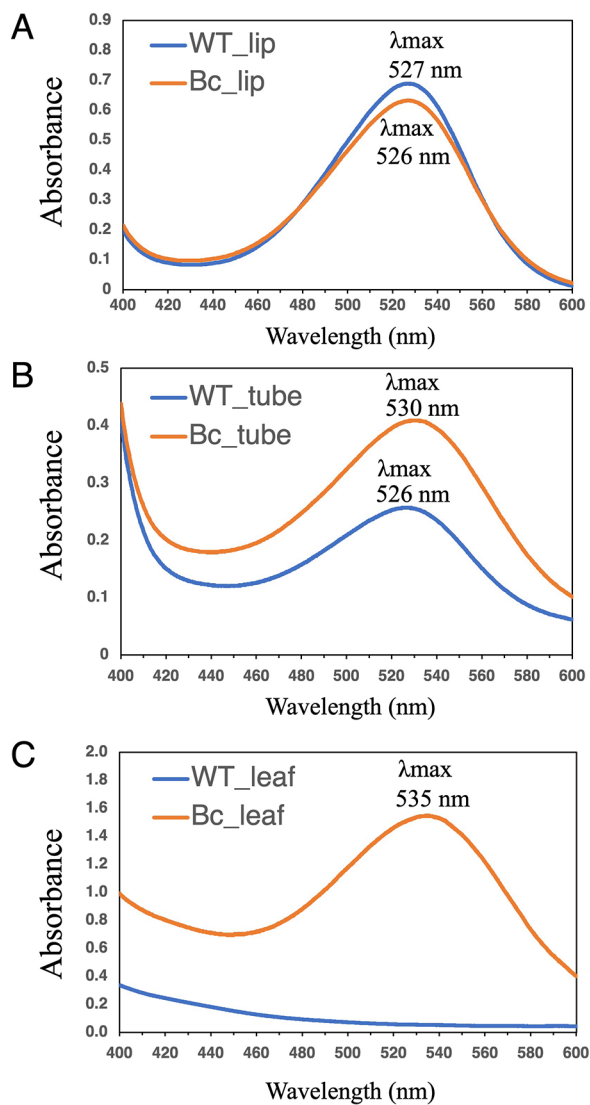 A
Absorbance
0.9
0.8
0.7
0.6
0.5
0.4
0.3
0.2
0.1
0
WT_lip
Bc_lip
λmax
527 nm
λmax
526 nm
400 420 440 460 480 500 520 540 560 580 600
Wavelength (nm)
B
Absorbance
0.5
0.4
0.3
0.2
0.1
0
WT_tube
Bc_tube
λmax
530 nm
λmax
526 nm
400 420 440 460 480 500 520 540 560 580 600
Wavelength (nm)
C
Absorbance
2.0
1.8
1.6
1.4
1.2
1.0
0.8
0.6
0.4
0.2
0.0
WT_leaf
Bc_leaf
λmax
535 nm
400 420 440 460 480 500 520 540 560 580 600
Wavelength (nm)